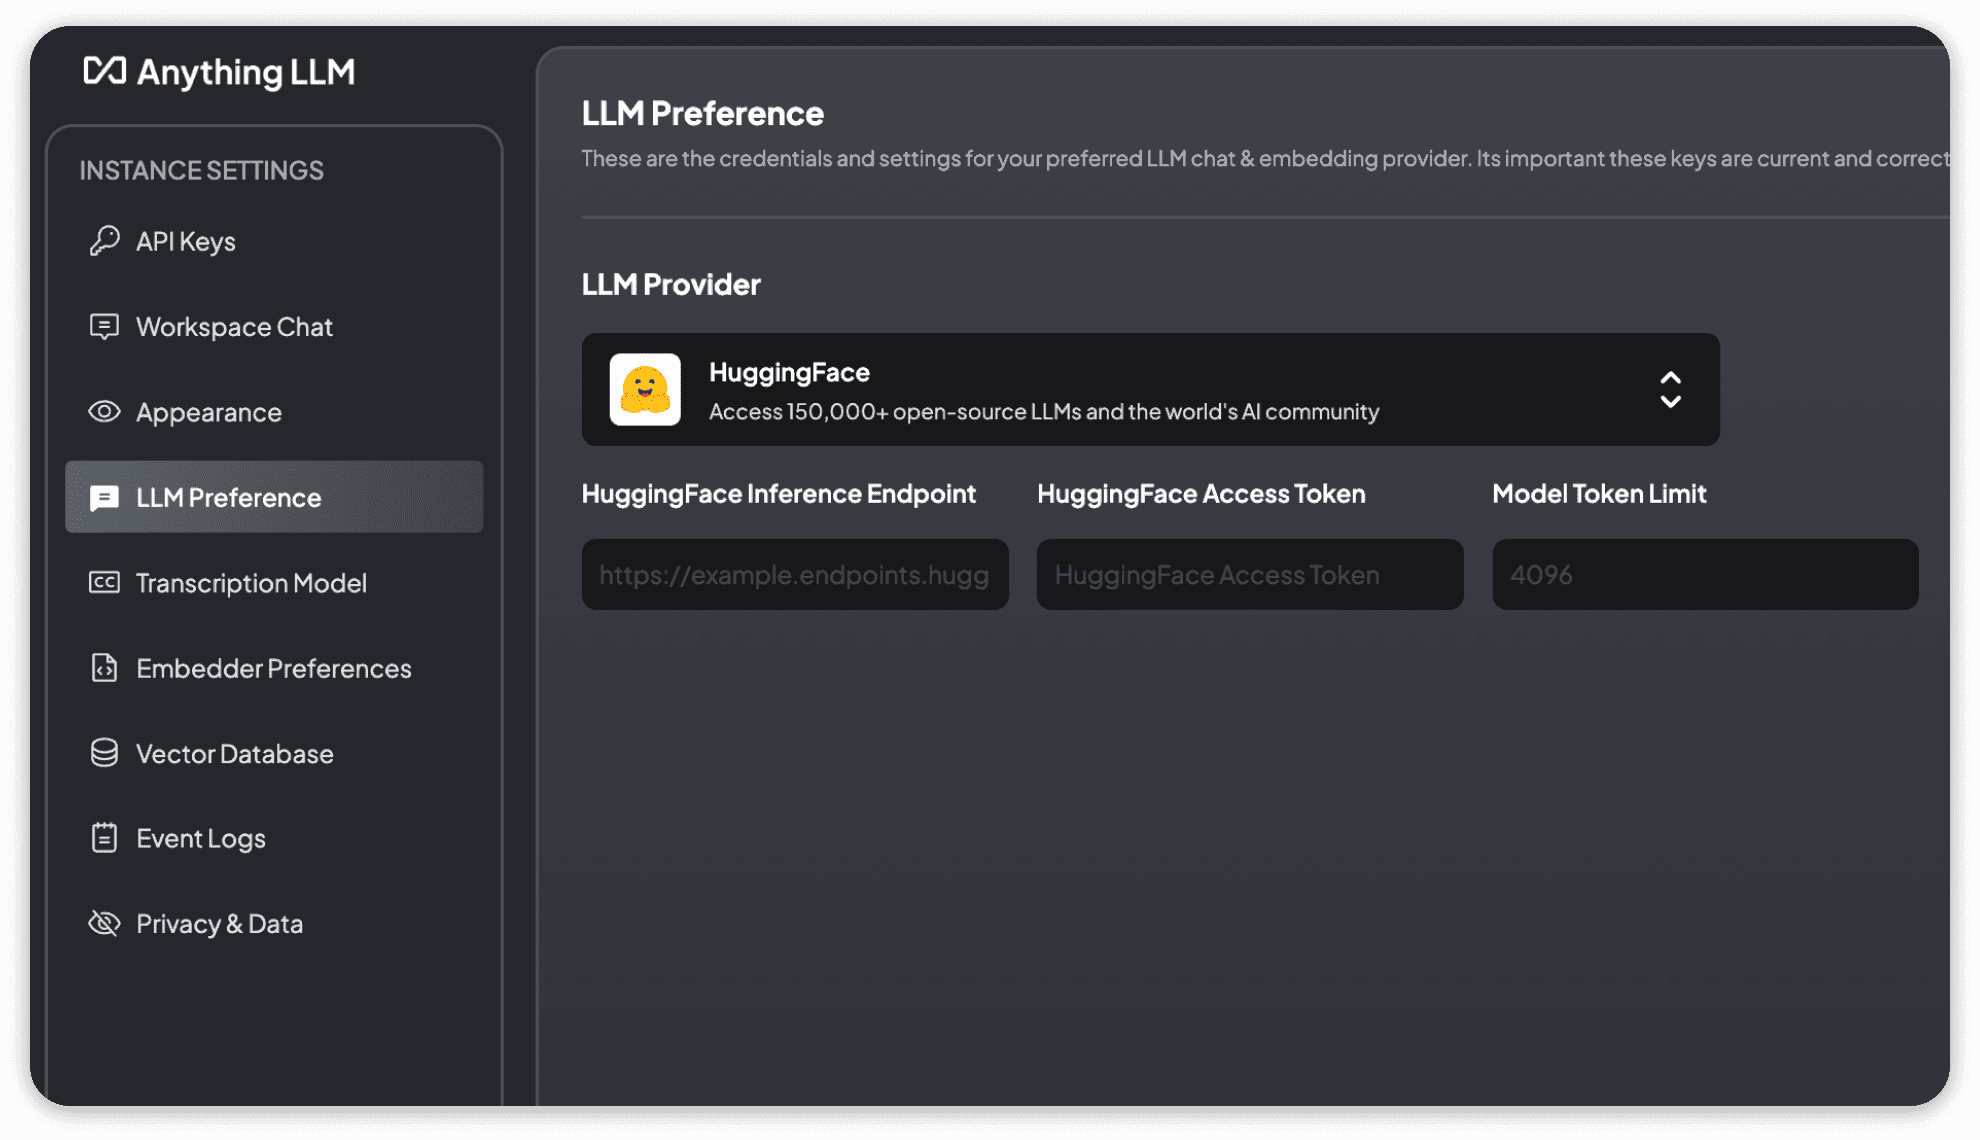 Anything LLM
INSTANCE SETTINGS
API Keys
Workspace Chat
Appearance
LLM Preference
Transcription Model
Embedder Preferences
Vector Database
Event Logs
Privacy & Data
LLM Preference
These are the credentials and settings for your preferred LLM chat & embedding provider. Its important these keys are current and correct
LLM Provider
HuggingFace
Access 150,000+ open-source LLMs and the world's AI community
HuggingFace Inference Endpoint
https://example.endpoints.hugg
HuggingFace Access Token
HuggingFace Access Token
Model Token Limit
4096